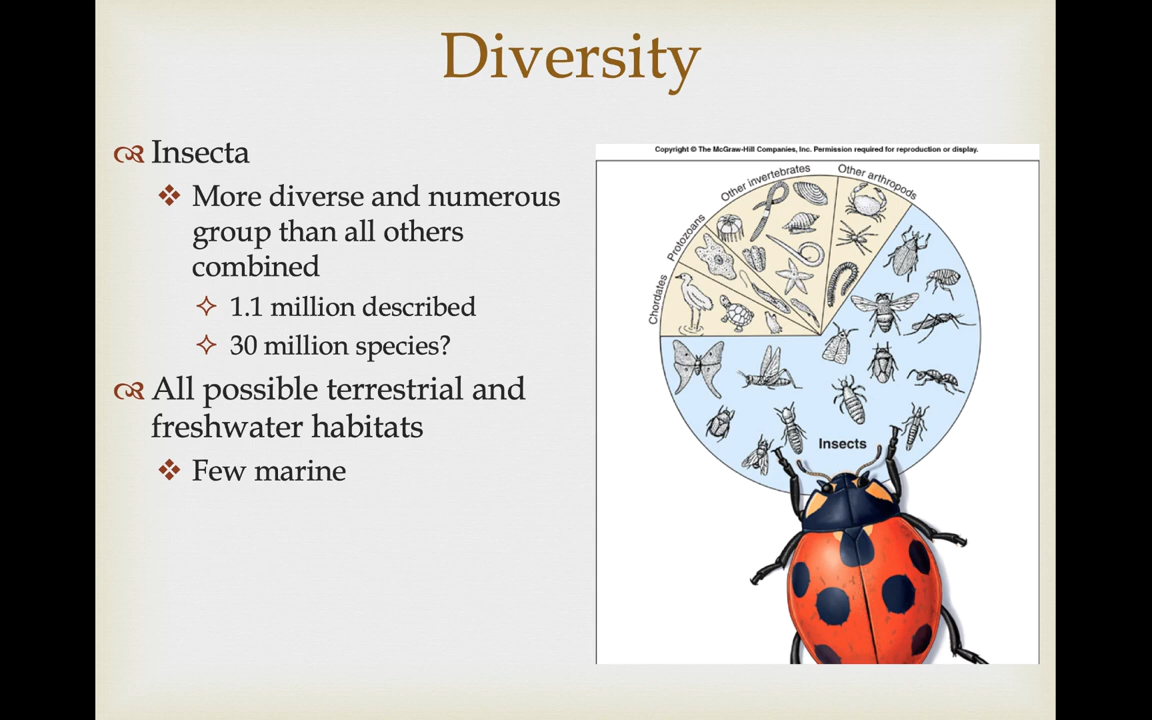 Diversity
Insecta
More diverse and numerous
group than all others
combined
1.1 million described
30 million species?
All possible terrestrial and
freshwater habitats
Few marine
Copyright © The McGraw-Hill Companies, Inc. Permission required for reproduction or display.
Chordates
Protozoans
Other invertebrates
Other arthropods
Insects